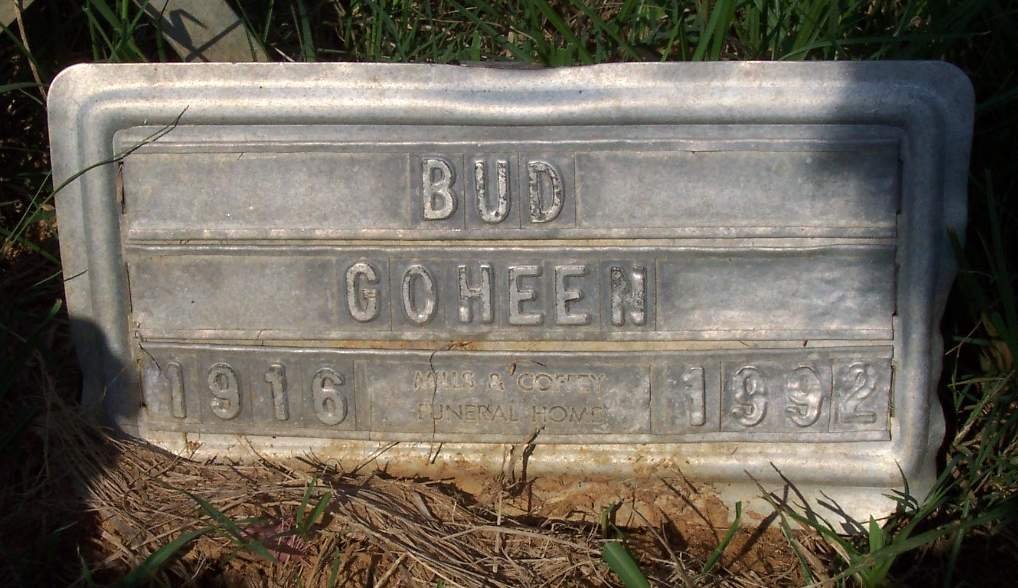 BUD
GOHEEN
1916 MILLS & COFFEY 1992
FUNERAL HOME